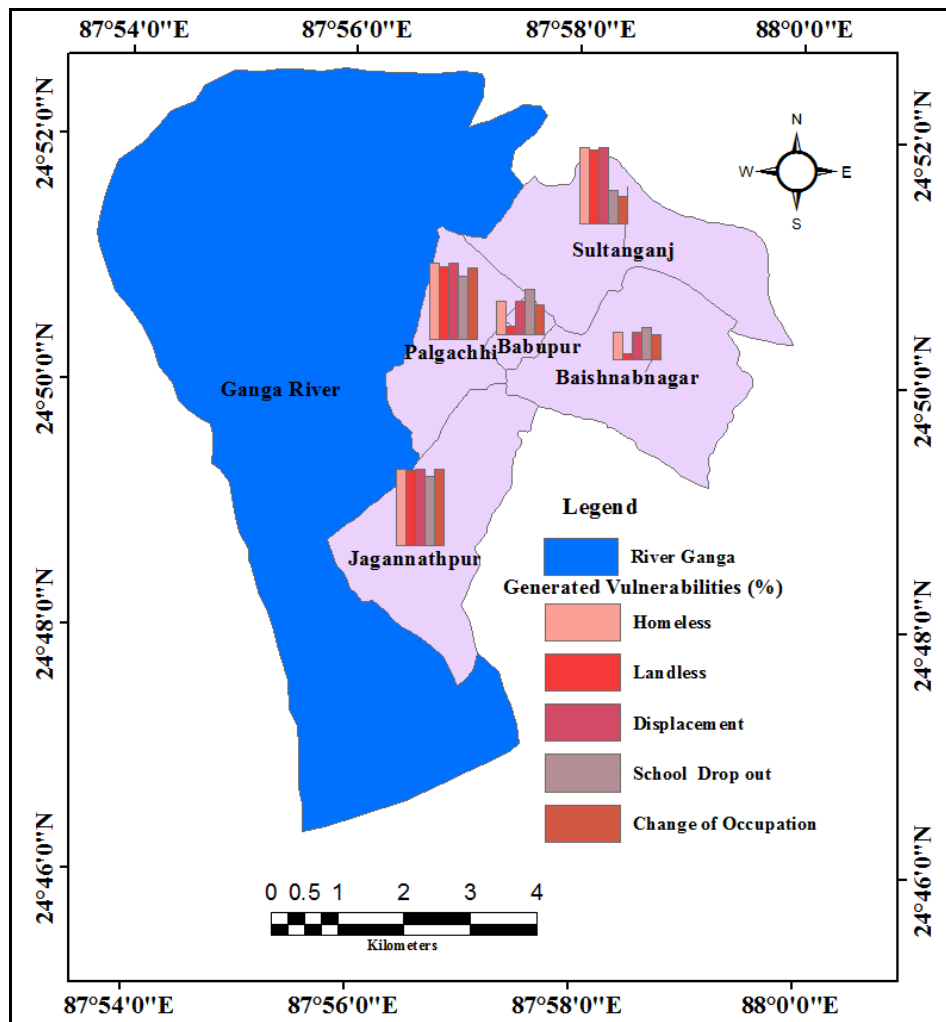 87°54'0"E 87°56'0"E 87°58'0"E 88°0'0"E
24°52'0"N
24°52'0"N
N
W E
S
Sultanganj
Palgachhi
Babupur
Baishnabnagar
24°50'0"N
Ganga River
24°50'0"N
Jagannathpur
Legend
River Ganga
Generated Vulnerabilities (%)
Homeless
24°48'0"N
24°48'0"N
Landless
Displacement
School Drop out
Change of Occupation
24°46'0"N
24°46'0"N
0 0.5 1 2 3 4
Kilometers
87°54'0"E 87°56'0"E 87°58'0"E 88°0'0"E